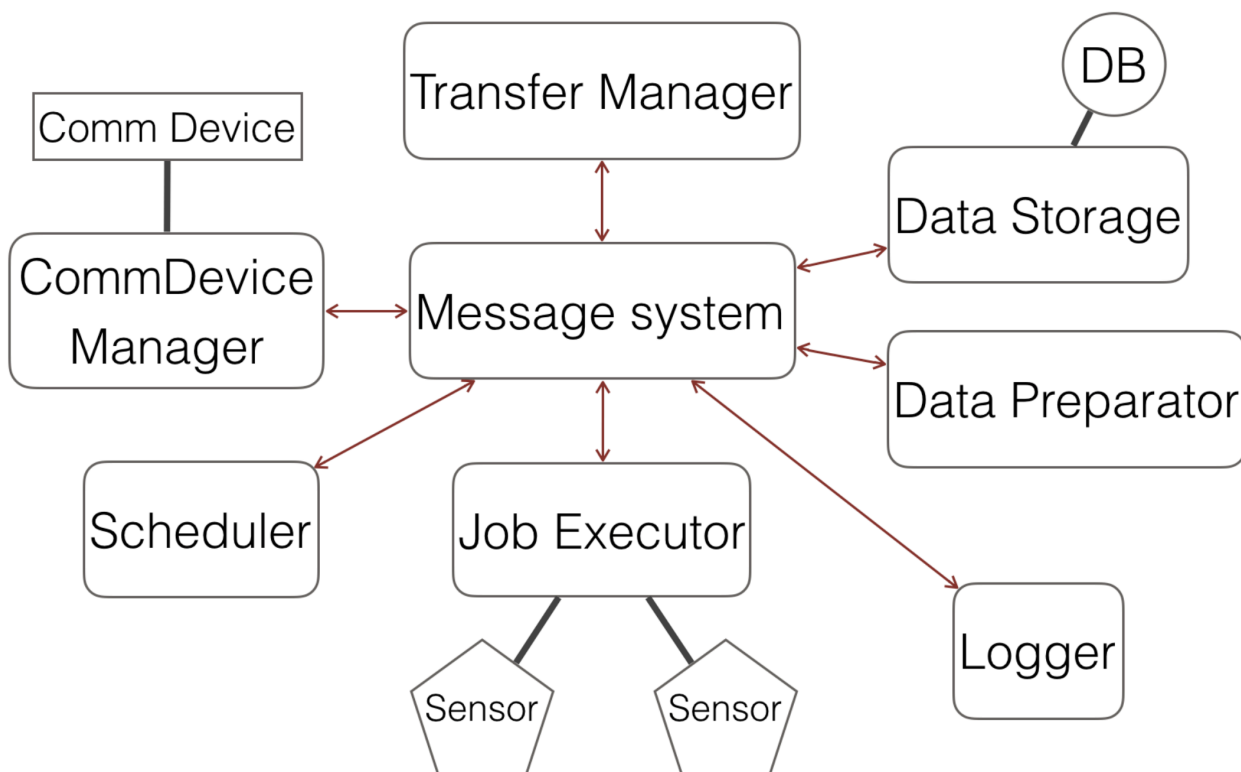 Transfer Manager
DB
Comm Device
Data Storage
CommDevice
Manager
Message system
Data Preparator
Scheduler
Job Executor
Logger
Sensor
Sensor